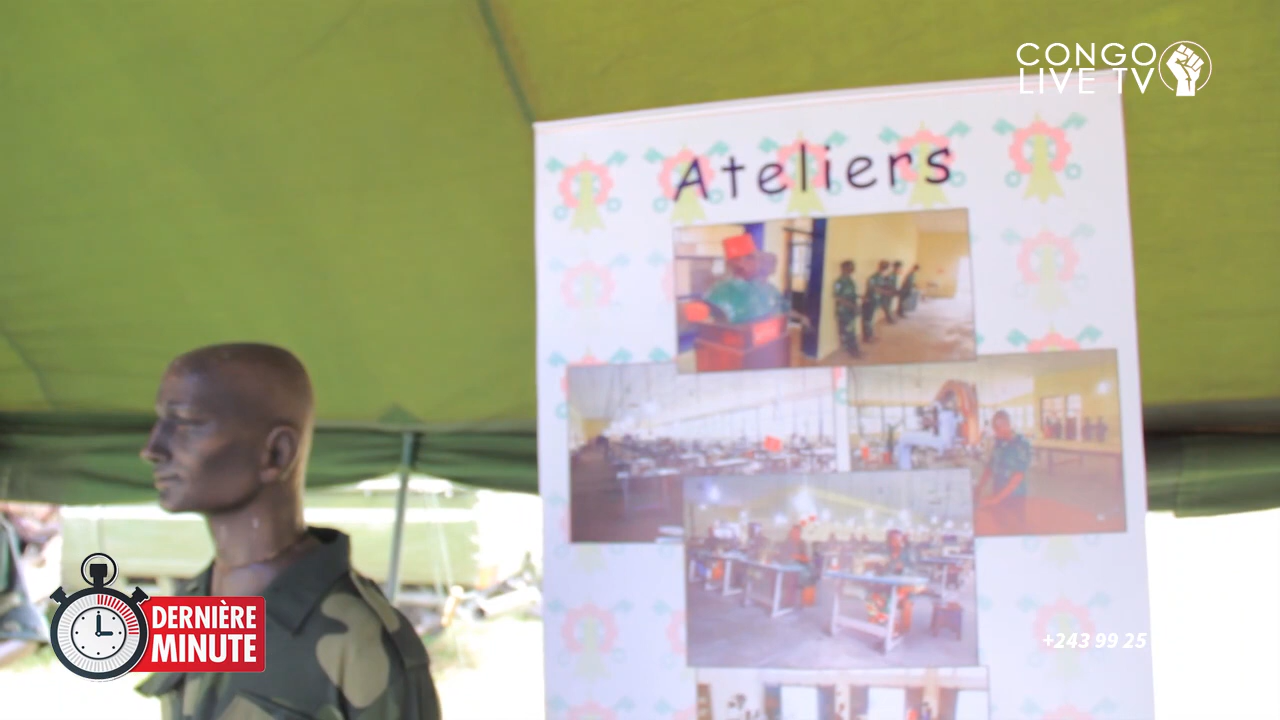 CONGO
LIVE TV
Ateliers
DERNIÈRE
MINUTE
+243 99 25